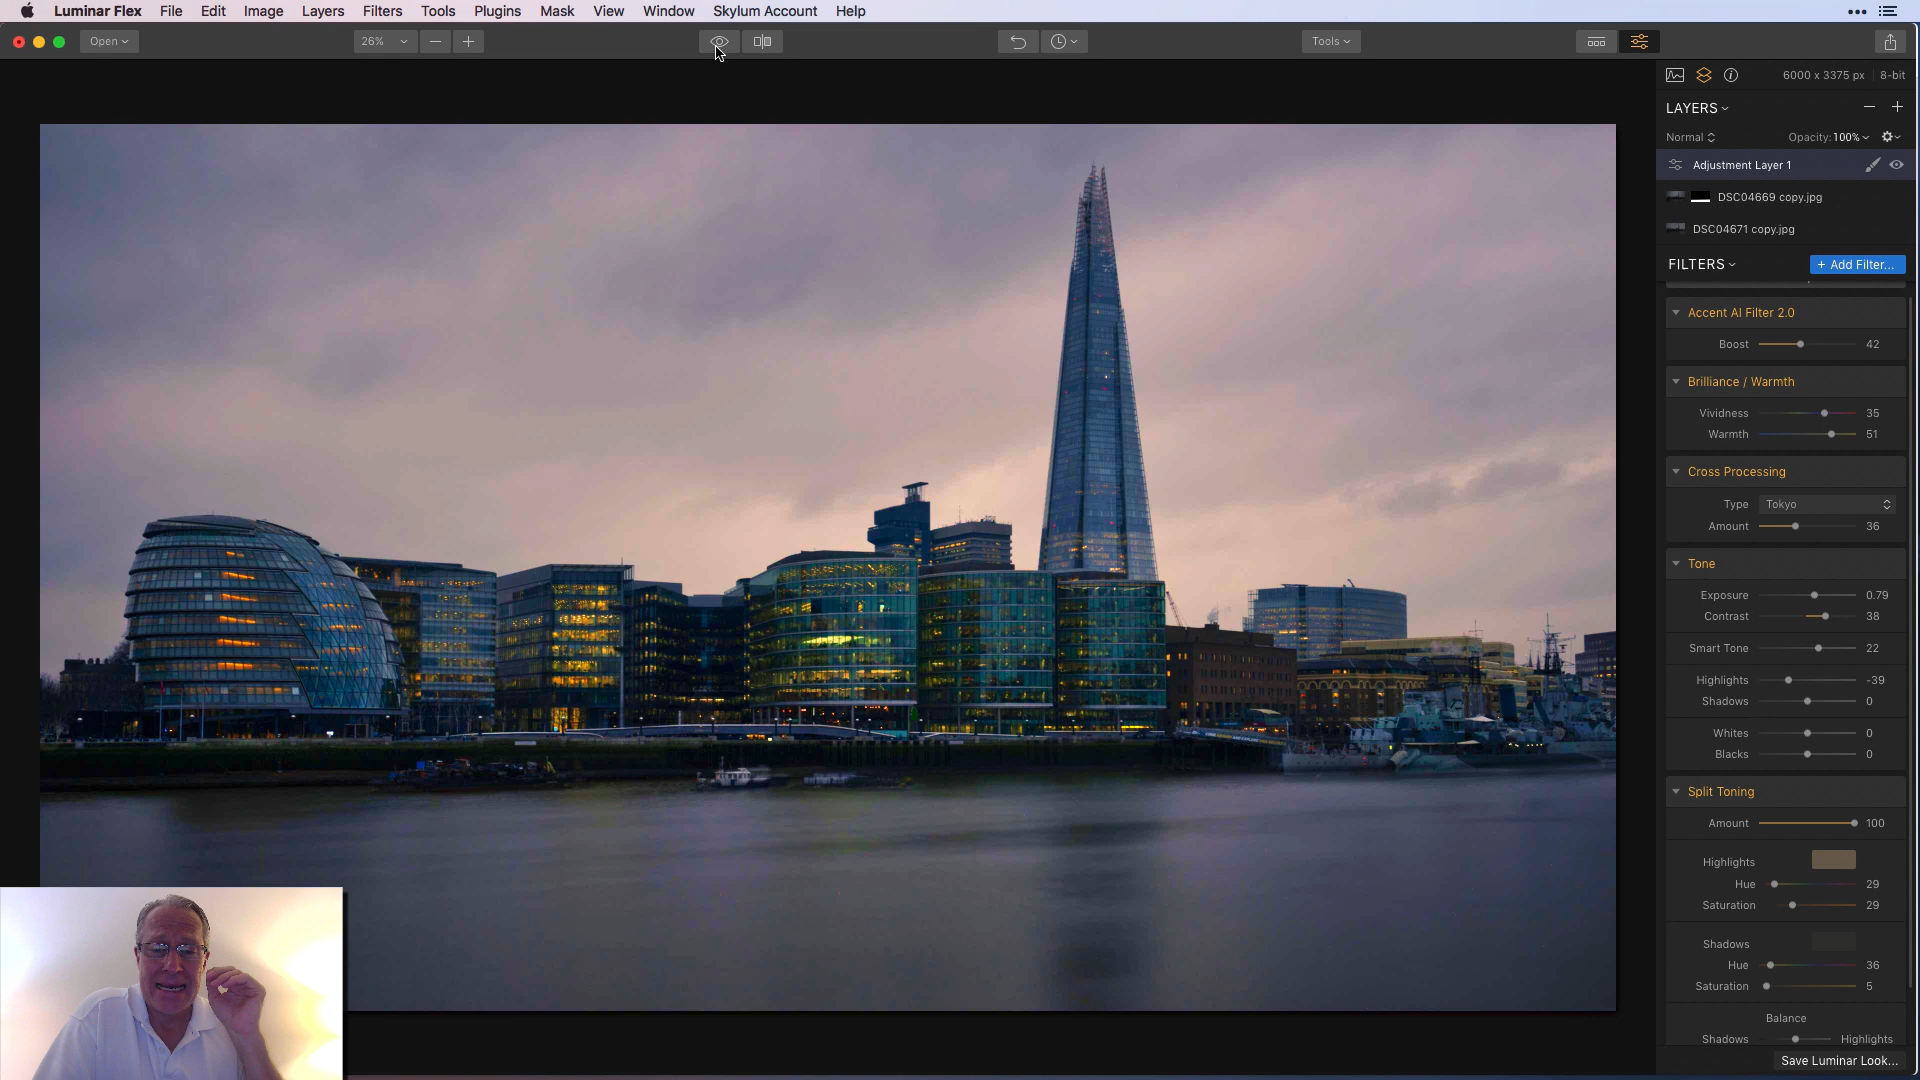 Luminar Flex File Edit Image Layers Filters Tools Plugins Mask View Window Skylum Account Help
Open 26% Tools
6000 x 3375 px 8-bit
LAYERS
Normal Opacity: 100%
Adjustment Layer 1
DSC04669 copy.jpg
DSC04671 copy.jpg
FILTERS + Add Filter...
Accent AI Filter 2.0
Boost 42
Brilliance / Warmth
Vividness 35
Warmth 51
Cross Processing
Type Tokyo
Amount 36
Tone
Exposure 0.79
Contrast 38
Smart Tone 22
Highlights -39
Shadows 0
Whites 0
Blacks 0
Split Toning
Amount 100
Highlights
Hue 29
Saturation 29
Shadows
Hue 36
Saturation 5
Balance
Shadows Highlights
Save Luminar Look...